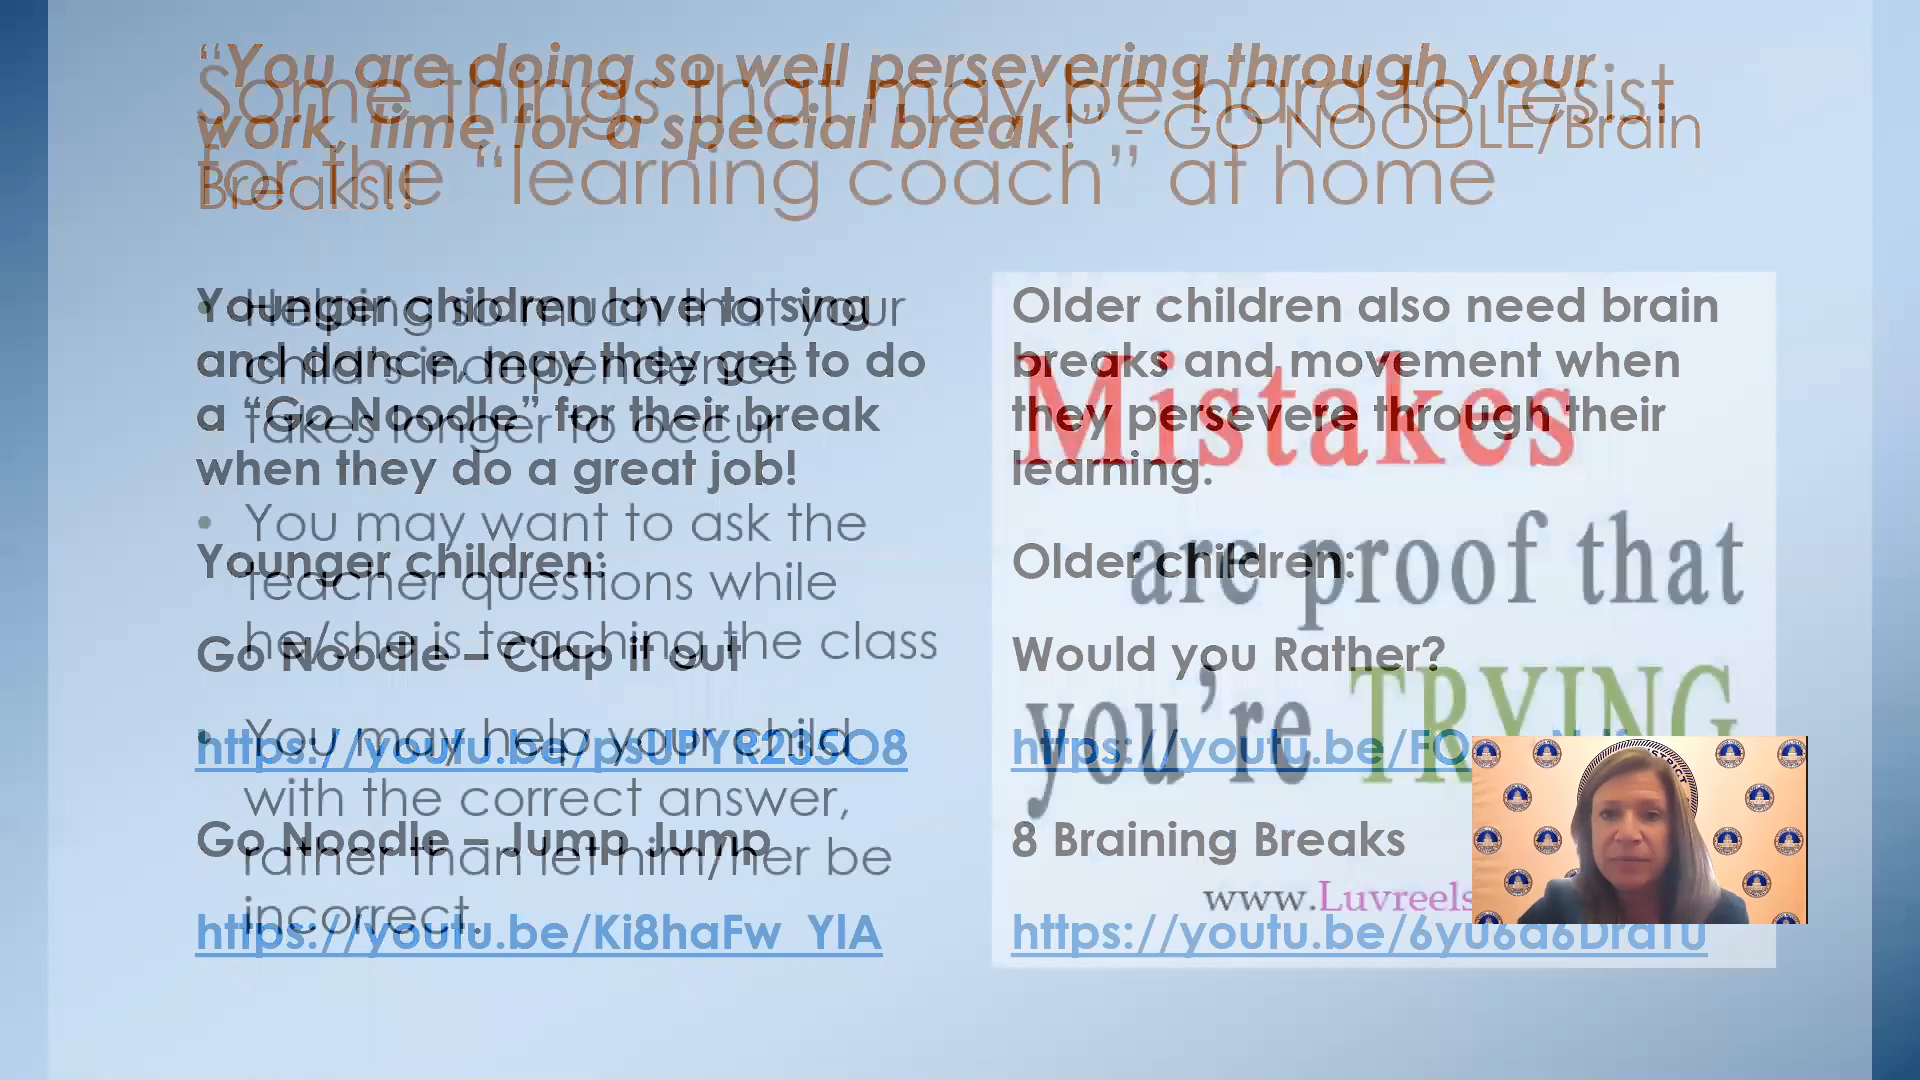 “You are doing so well persevering through your
work, time for a special break!” - GO NOODLE/Brain
Breaks!!
Some things that may be hard to resist
for the “learning coach” at home
Younger children love to sing
and dance, may they get to do
a “Go Noodle” for their break
when they do a great job!
Younger children:
Go Noodle – Clap it out
https://youtu.be/psUPYR235O8
Go Noodle – Jump Jump
https://youtu.be/Ki8haFw_YlA
• Helping so much that your
child's independence
takes longer to occur
• You may want to ask the
teacher questions while
he/she is teaching the class
• You may help your child
with the correct answer,
rather than let him/her be
incorrect.
Older children also need brain
breaks and movement when
they persevere through their
learning.
Older children:
Would you Rather?
8 Braining Breaks
Mistakes
are proof that
you're TRYING
www.Luvreels